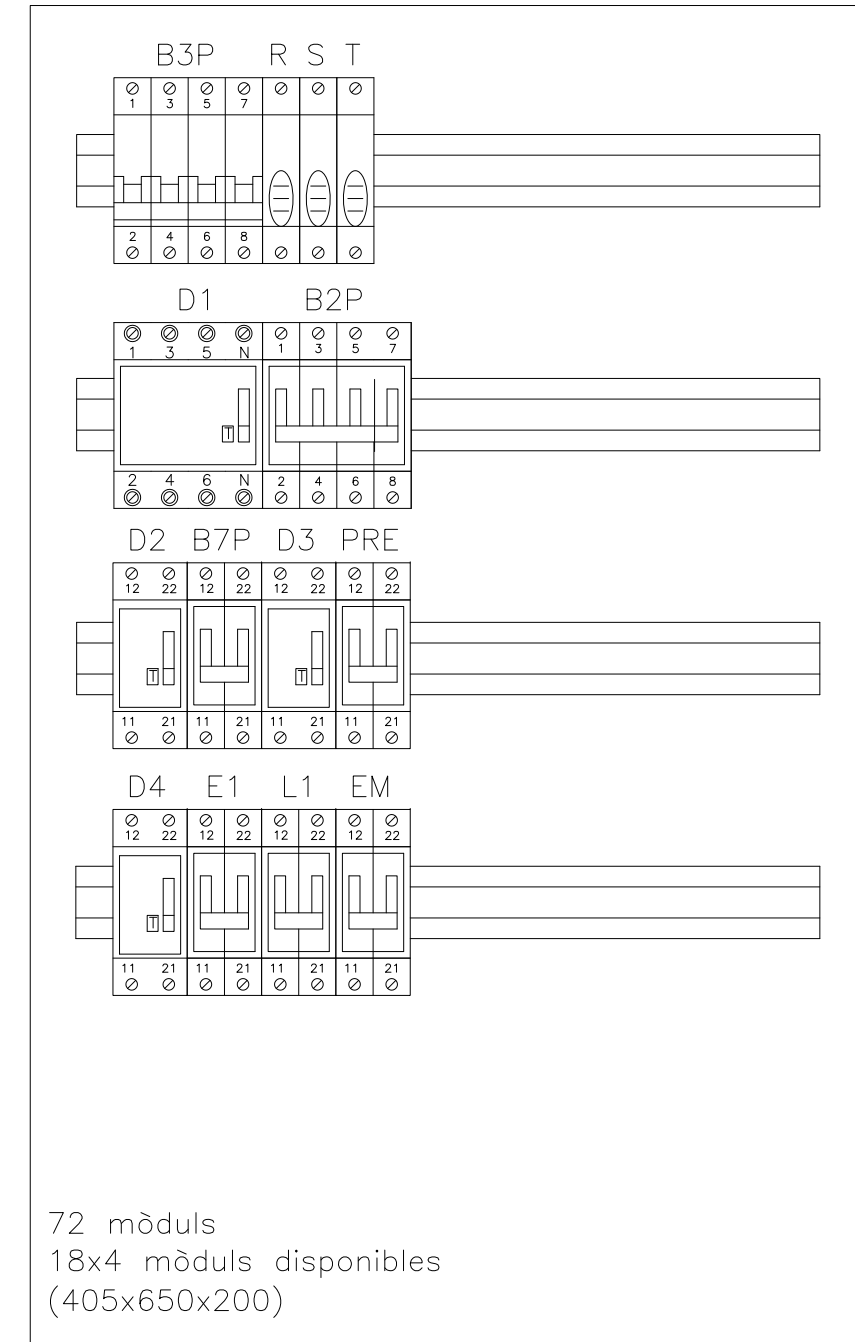 B3P R S T
1 3 5 7
2 4 6 8
D1 B2P
1 3 5 N 1 3 5 7
T
2 4 6 N 2 4 6 8
D2 B7P D3 PRE
12 22 12 22 12 22 12 22
T T
11 21 11 21 11 21 11 21
D4 E1 L1 EM
12 22 12 22 12 22 12 22
T
11 21 11 21 11 21 11 21
72 mòduls
18x4 mòduls disponibles
(405x650x200)